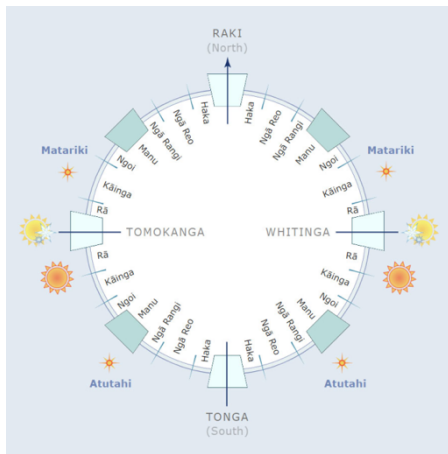 RAKI
(North)
Haka
Haka
Ngā Reo
Ngā Reo
Ngā Rangi
Ngā Rangi
Manu
Manu
Matariki
Matariki
Ngoi
Ngoi
Kāinga
Kāinga
Rā
Rā
TOMOKANGA
WHITINGA
Rā
Rā
Kāinga
Kāinga
Ngoi
Ngoi
Manu
Manu
Ngā Rangi
Ngā Rangi
Ngā Reo
Ngā Reo
Haka
Haka
Atutahi
Atutahi
TONGA
(South)